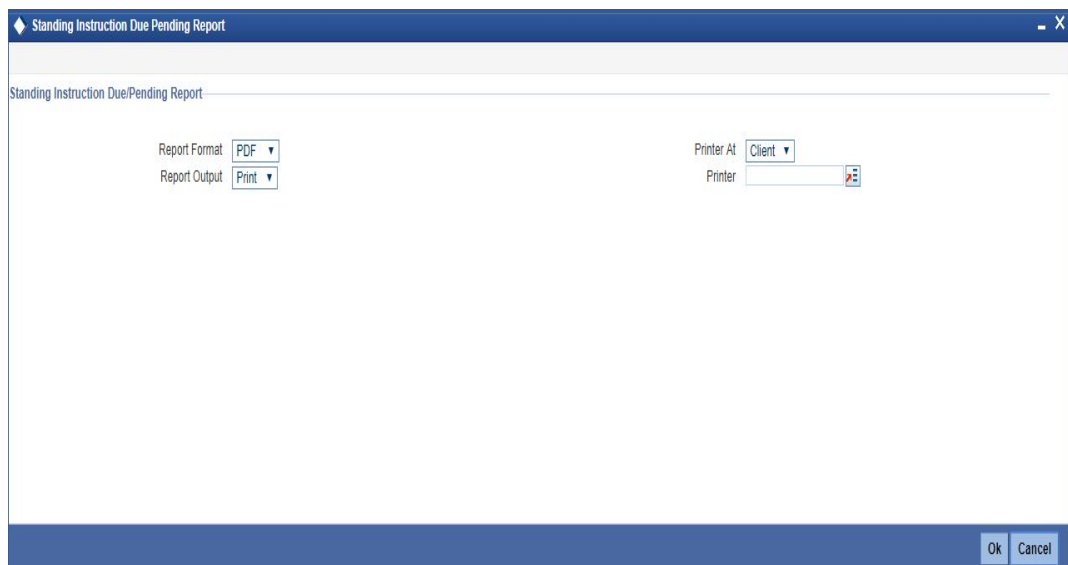 Standing Instruction Due Pending Report
Standing Instruction Due/Pending Report
Report Format PDF Printer At Client
Report Output Print Printer
Ok Cancel